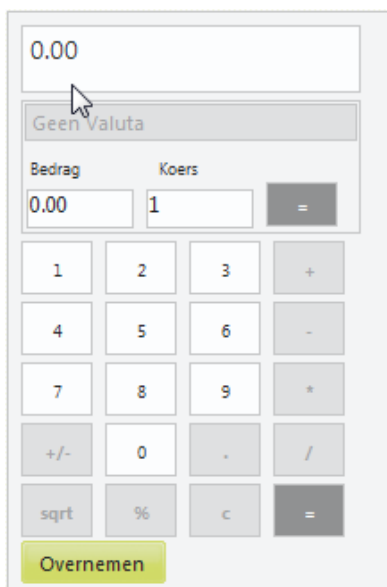 0.00
Geen Valuta
Bedrag Koers
0.00 1 =
1 2 3 +
4 5 6 -
7 8 9 *
+/- 0 . /
sqrt % c =
Overnemen